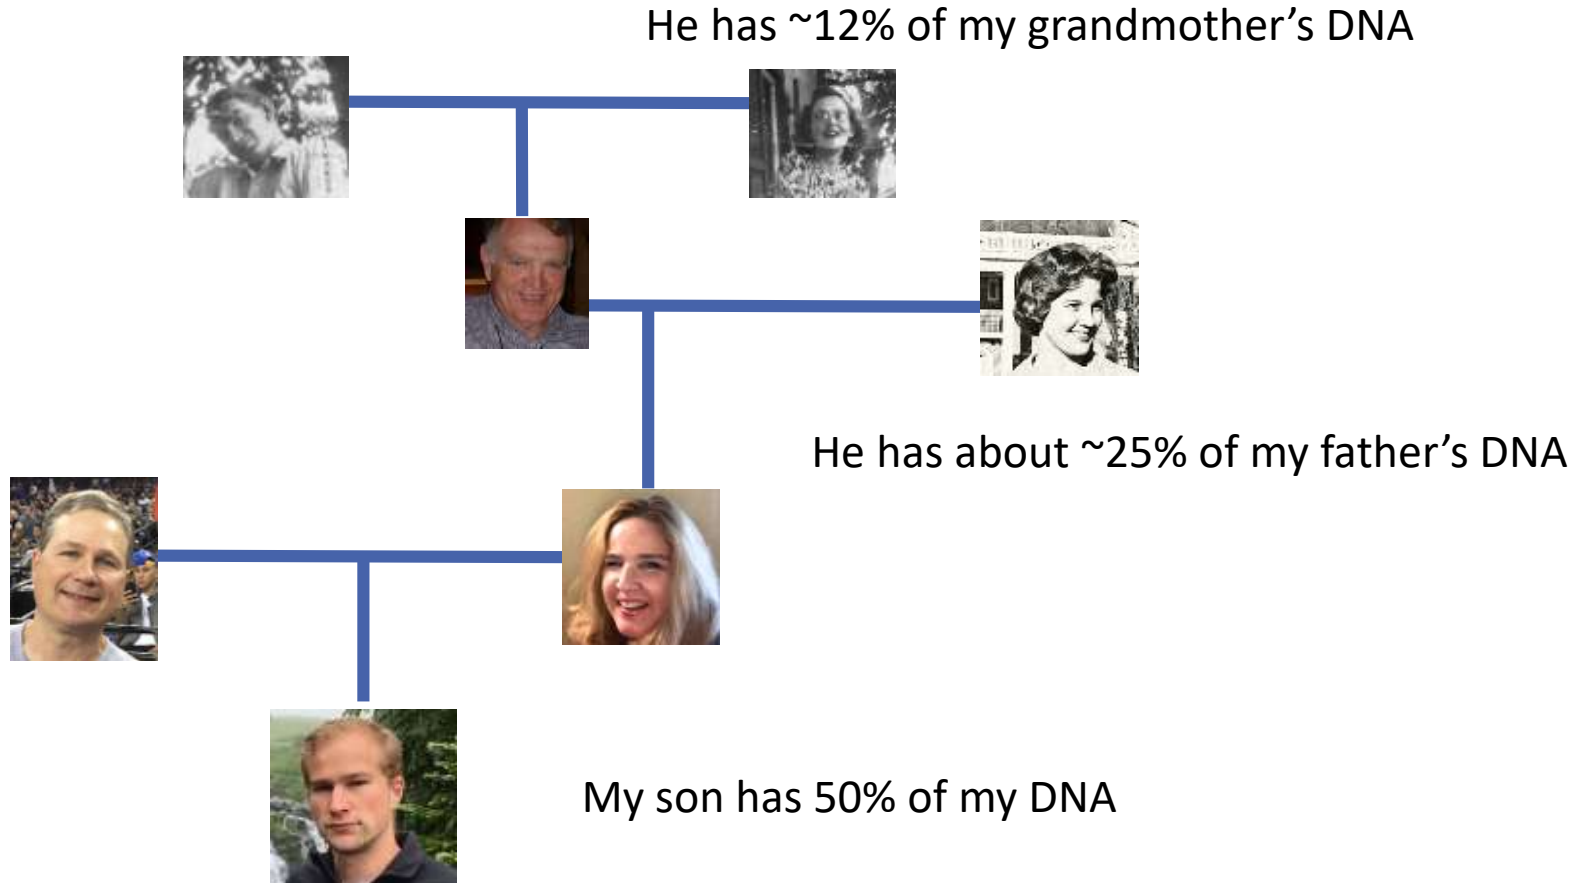 He has ~12% of my grandmother’s DNA
He has about ~25% of my father’s DNA
My son has 50% of my DNA